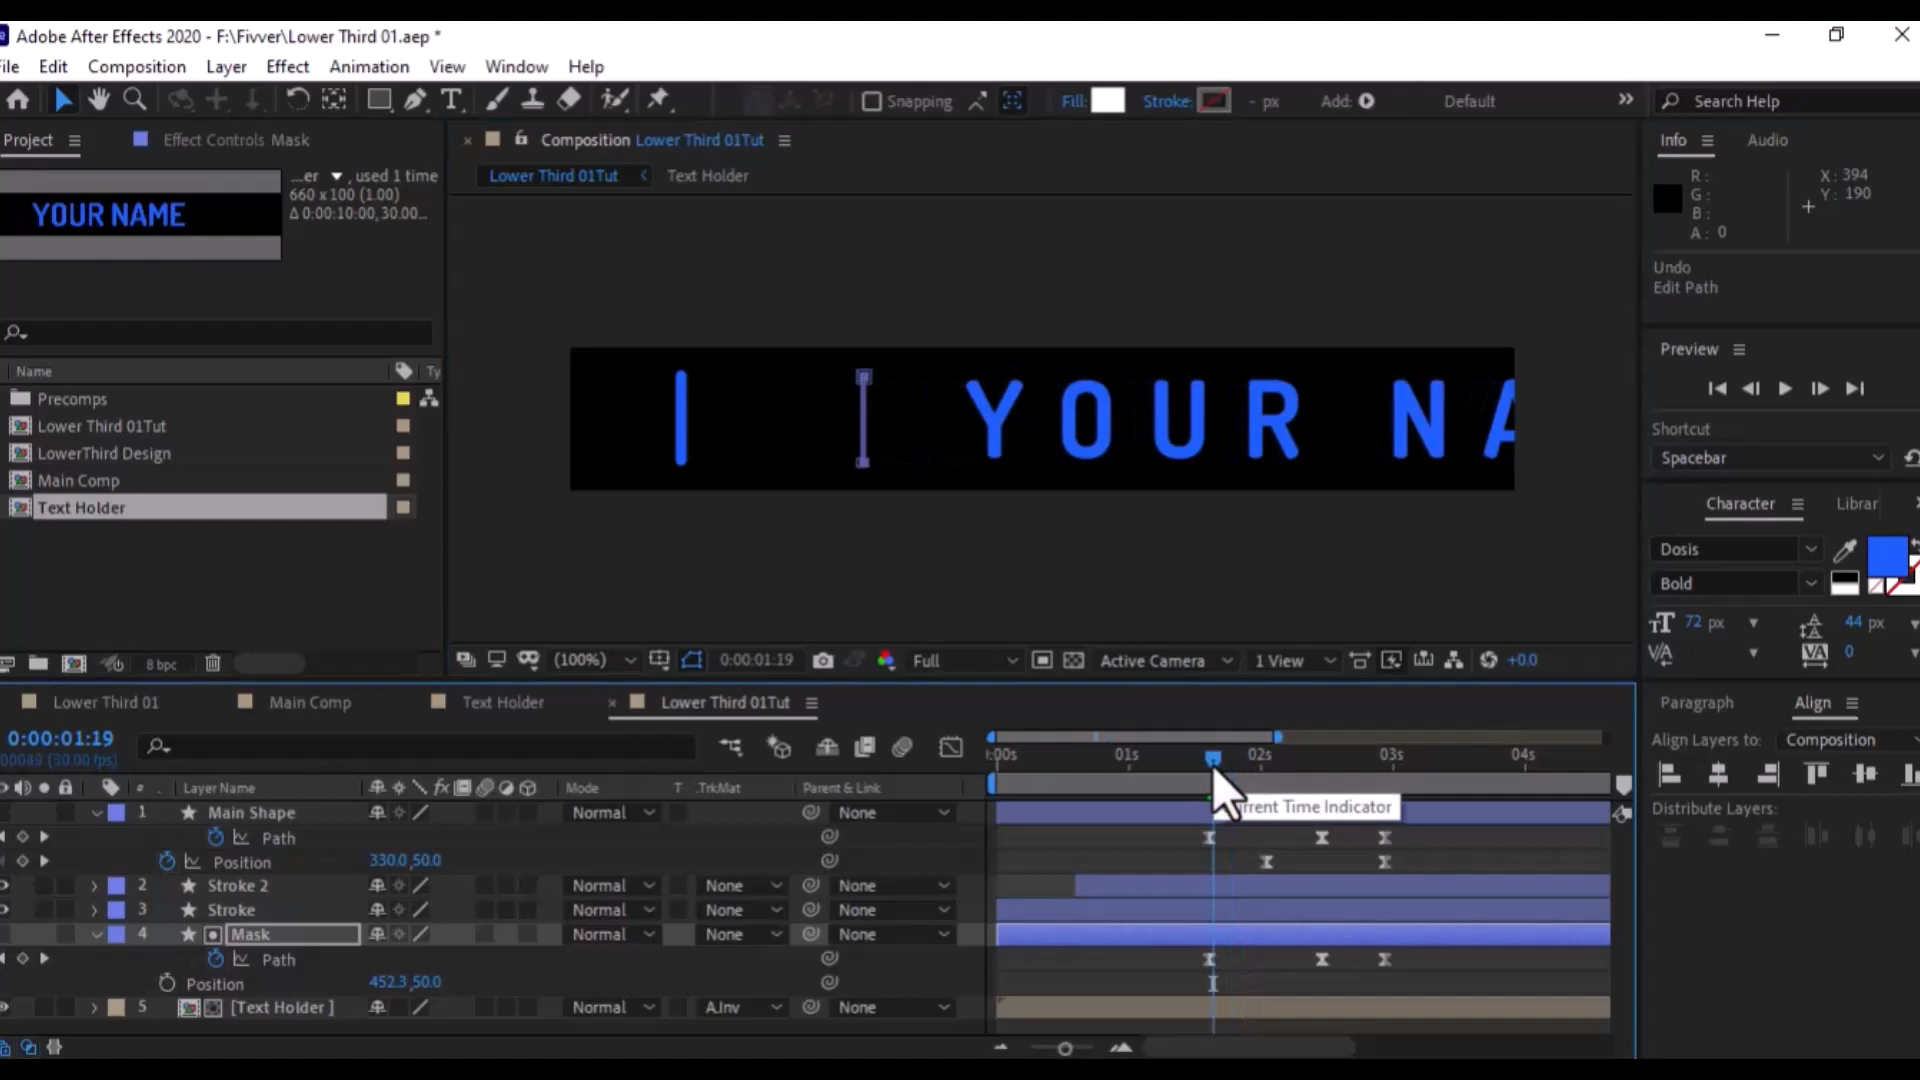 Adobe After Effects 2020 - F:\Fivver\Lower Third 01.aep *
File Edit Composition Layer Effect Animation View Window Help
Snapping Fill: Stroke: - px Add: Default Search Help
Project Effect Controls Mask
...er , used 1 time
660 x 100 (1.00)
Δ 0:00:10:00, 30.00...
YOUR NAME
Name Ty
Precomps
Lower Third 01Tut
LowerThird Design
Main Comp
Text Holder
8 bpc
Composition Lower Third 01Tut
Lower Third 01Tut Text Holder
YOUR NA
(100%) 0:00:01:19 Full Active Camera 1 View +0.0
Info Audio
R: X: 394
G: Y: 190
B:
A: 0
Undo
Edit Path
Preview
Shortcut
Spacebar
Character Librar
Dosis
Bold
72 px 44 px
0
Paragraph Align
Align Layers to: Composition
Distribute Layers:
Lower Third 01 Main Comp Text Holder Lower Third 01Tut
0:00:01:19
(30.00 fps)
:00s 01s 02s 03s 04s
# Layer Name fx Mode T .TrkMat Parent & Link
1 Main Shape Normal None
rrent Time Indicator
Path
Position 330.0,50.0
2 Stroke 2 Normal None None
3 Stroke Normal None None
4 Mask Normal None None
Path
Position 452.3,50.0
5 [Text Holder] Normal A.Inv None